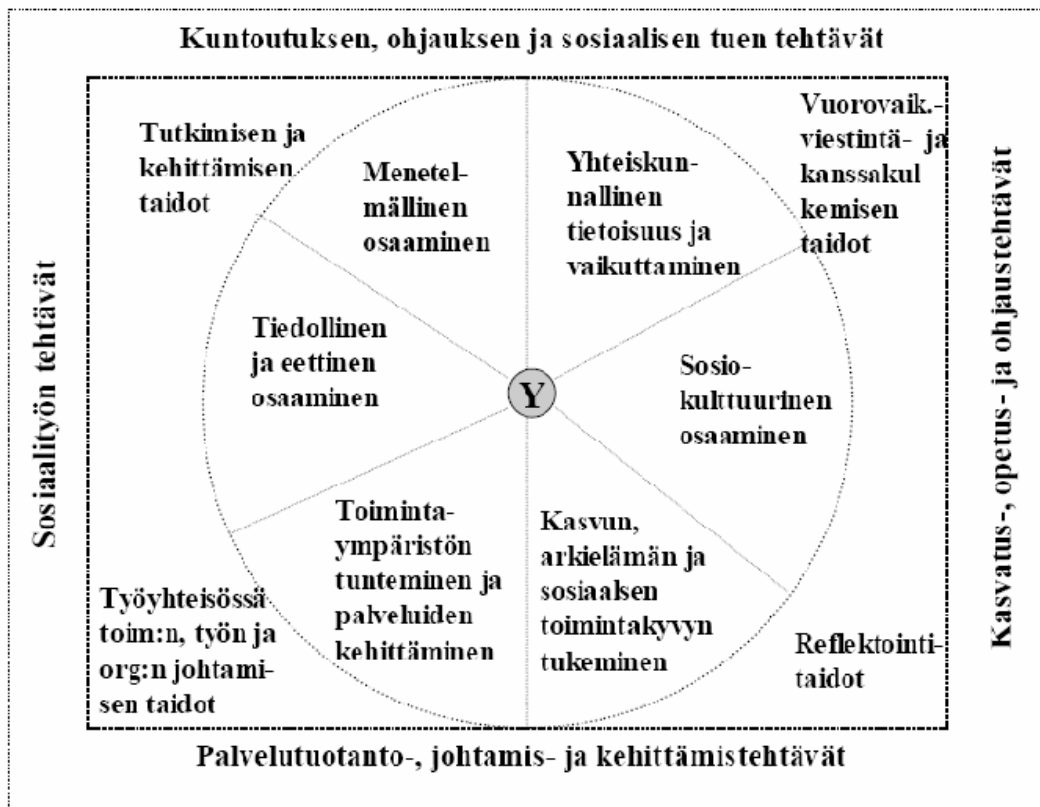 Kuntoutuksen, ohjauksen ja sosiaalisen tuen tehtävät
Tutkimisen ja
kehittämisen
taidot
Menetel-
mällinen
osaaminen
Yhteiskun-
nallinen
tietoisuus ja
vaikuttaminen
Vuorovaik.-
viestintä- ja
kanssakul
kemisen
taidot
Sosiaalityön tehtävät
Tiedollinen
ja eettinen
osaaminen
Y
Sosio-
kulttuurinen
osaaminen
Kasvatus-, opetus- ja ohjaustehtävät
Työyhteisössä
toim:n, työn ja
org:n johtami-
sen taidot
Toiminta-
ympäristön
tunteminen ja
palveluiden
kehittäminen
Kasvun,
arkielämän ja
sosiaalsen
toimintakyvyn
tukeminen
Reflektointi-
taidot
Palvelutuotanto-, johtamis- ja kehittämistehtävät